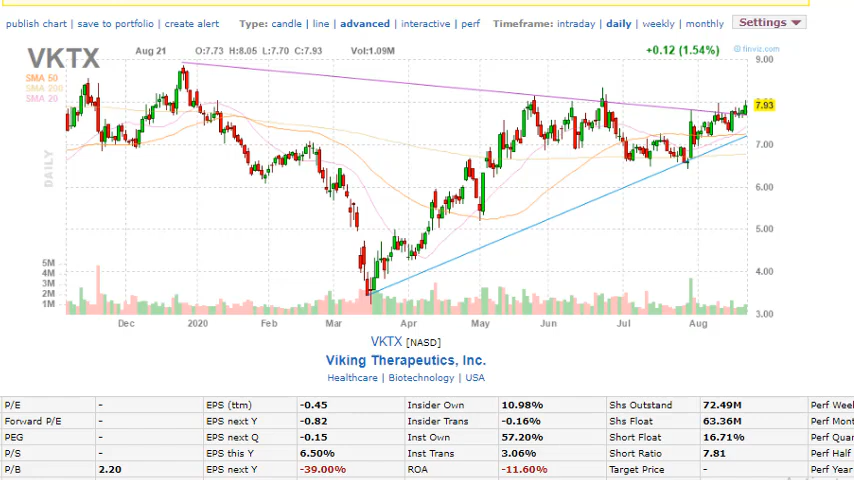 publish chart | save to portfolio | create alert Type: candle | line | advanced | interactive | perf Timeframe: intraday | daily | weekly | monthly Settings
VKTX Aug 21 O:7.73 H:8.05 L:7.70 C:7.93 Vol:1.09M +0.12 (1.54%) © finviz.com
9.00
SMA 50
SMA 200
SMA 20
7.93
7.00
DAILY
6.00
5.00
5M
4M 4.00
3M
2M
1M
3.00
Dec 2020 Feb Mar Apr May Jun Jul Aug
VKTX [NASD]
Viking Therapeutics, Inc.
Healthcare | Biotechnology | USA
P/E - EPS (ttm) -0.45 Insider Own 10.98% Shs Outstand 72.49M Perf Week
Forward P/E - EPS next Y -0.82 Insider Trans -0.16% Shs Float 63.36M Perf Mont
PEG - EPS next Q -0.15 Inst Own 57.20% Short Float 16.71% Perf Quar
P/S - EPS this Y 6.50% Inst Trans 3.06% Short Ratio 7.81 Perf Half
P/B 2.20 EPS next Y -39.00% ROA -11.60% Target Price - Perf Year